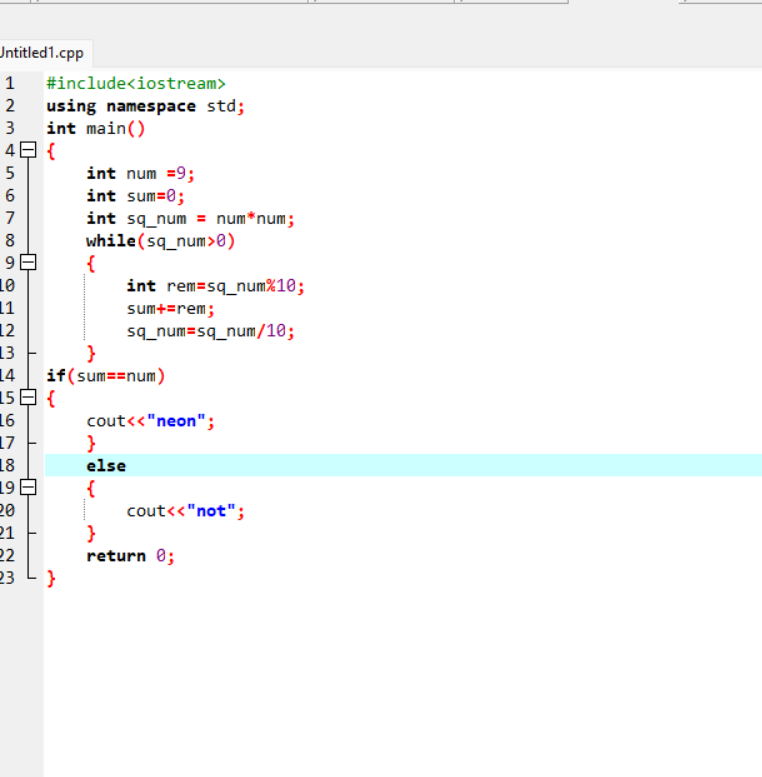 Untitled1.cpp
1 #include<iostream>
2 using namespace std;
3 int main()
4 {
5 int num =9;
6 int sum=0;
7 int sq_num = num*num;
8 while(sq_num>0)
9 {
10 int rem=sq_num%10;
11 sum+=rem;
12 sq_num=sq_num/10;
13 }
14 if(sum==num)
15 {
16 cout<<"neon";
17 }
18 else
19 {
20 cout<<"not";
21 }
22 return 0;
23 }